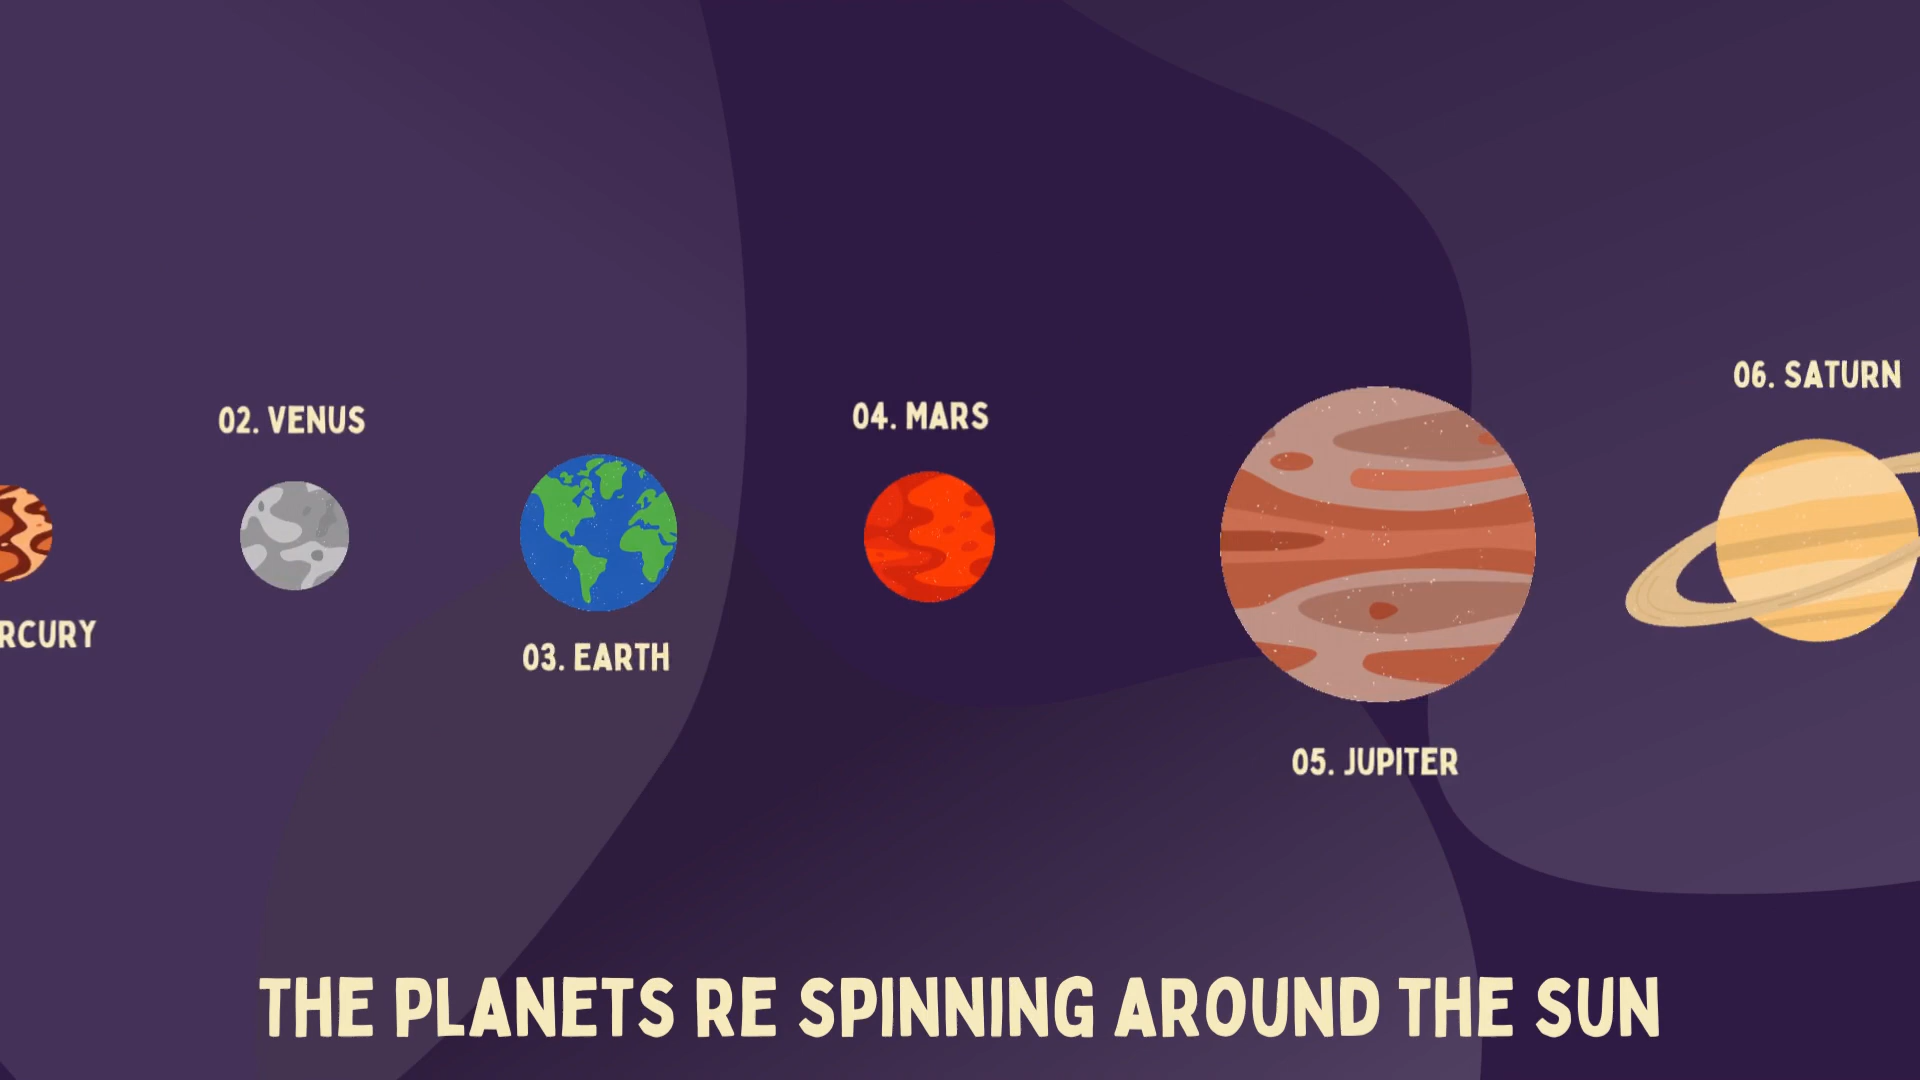 06. SATURN
04. MARS
02. VENUS
RCURY
03. EARTH
05. JUPITER
THE PLANETS RE SPINNING AROUND THE SUN